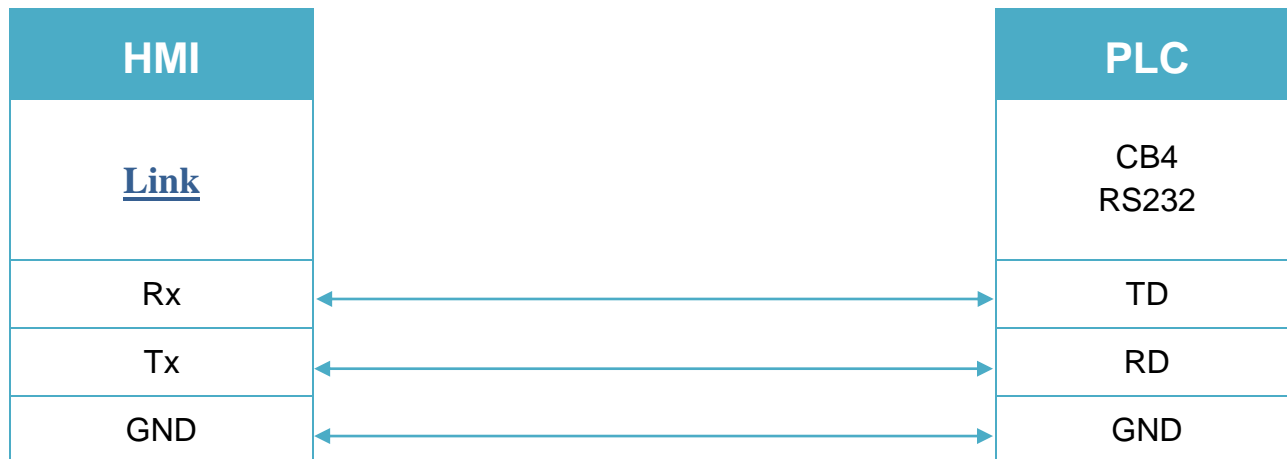 HMI PLC
Link
CB4
RS232
Rx TD
Tx RD
GND GND